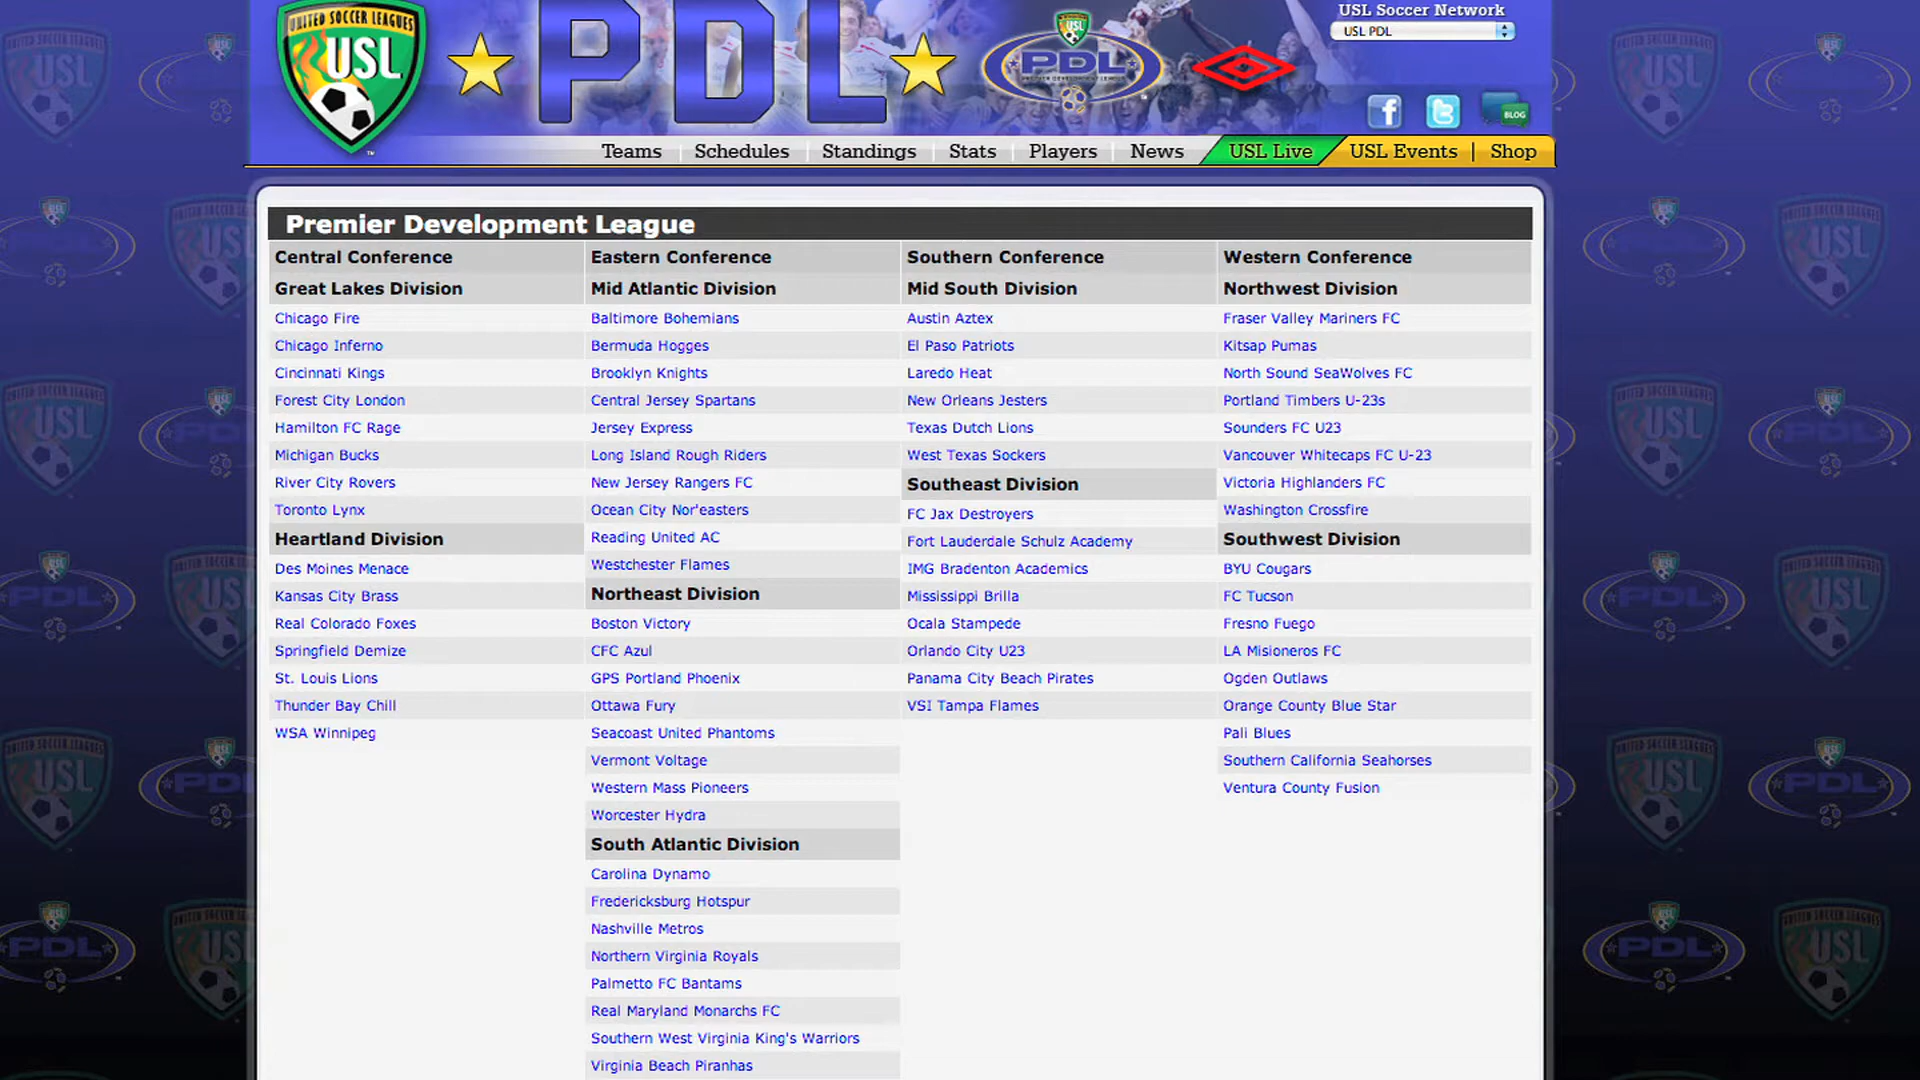 UNITED SOCCER LEAGUES
USL
PDL
PDL
PREMIER DEVELOPMENT LEAGUE
USL Soccer Network
USL PDL
BLOG
Teams
Schedules
Standings
Stats
Players
News
USL Live
USL Events
Shop
Premier Development League
Central Conference
Great Lakes Division
Chicago Fire
Chicago Inferno
Cincinnati Kings
Forest City London
Hamilton FC Rage
Michigan Bucks
River City Rovers
Toronto Lynx
Heartland Division
Des Moines Menace
Kansas City Brass
Real Colorado Foxes
Springfield Demize
St. Louis Lions
Thunder Bay Chill
WSA Winnipeg
Eastern Conference
Mid Atlantic Division
Baltimore Bohemians
Bermuda Hogges
Brooklyn Knights
Central Jersey Spartans
Jersey Express
Long Island Rough Riders
New Jersey Rangers FC
Ocean City Nor'easters
Reading United AC
Westchester Flames
Northeast Division
Boston Victory
CFC Azul
GPS Portland Phoenix
Ottawa Fury
Seacoast United Phantoms
Vermont Voltage
Western Mass Pioneers
Worcester Hydra
South Atlantic Division
Carolina Dynamo
Fredericksburg Hotspur
Nashville Metros
Northern Virginia Royals
Palmetto FC Bantams
Real Maryland Monarchs FC
Southern West Virginia King's Warriors
Virginia Beach Piranhas
Southern Conference
Mid South Division
Austin Aztex
El Paso Patriots
Laredo Heat
New Orleans Jesters
Texas Dutch Lions
West Texas Sockers
Southeast Division
FC Jax Destroyers
Fort Lauderdale Schulz Academy
IMG Bradenton Academics
Mississippi Brilla
Ocala Stampede
Orlando City U23
Panama City Beach Pirates
VSI Tampa Flames
Western Conference
Northwest Division
Fraser Valley Mariners FC
Kitsap Pumas
North Sound SeaWolves FC
Portland Timbers U-23s
Sounders FC U23
Vancouver Whitecaps FC U-23
Victoria Highlanders FC
Washington Crossfire
Southwest Division
BYU Cougars
FC Tucson
Fresno Fuego
LA Misioneros FC
Ogden Outlaws
Orange County Blue Star
Pali Blues
Southern California Seahorses
Ventura County Fusion